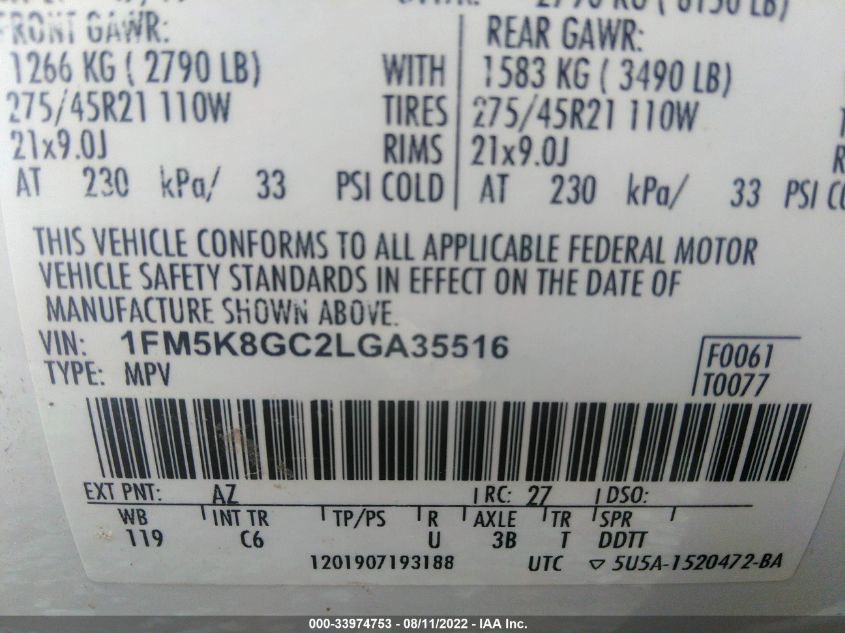 2790 KG ( 6150 LB)
FRONT GAWR: REAR GAWR:
1266 KG ( 2790 LB) WITH 1583 KG ( 3490 LB)
275/45R21 110W TIRES 275/45R21 110W
21x9.0J RIMS 21x9.0J
AT 230 kPa/ 33 PSI COLD AT 230 kPa/ 33 PSI
THIS VEHICLE CONFORMS TO ALL APPLICABLE FEDERAL MOTOR
VEHICLE SAFETY STANDARDS IN EFFECT ON THE DATE OF
MANUFACTURE SHOWN ABOVE.
VIN: 1FM5K8GC2LGA35516 F0061
TYPE: MPV T0077
EXT PNT: AZ RC: 27 DSO:
WB INT TR TP/PS R AXLE TR SPR
119 C6 U 3B T DDTT
1201907193188 UTC ▽ 5U5A-1520472-BA
000-33974753 - 08/11/2022 - IAA Inc.